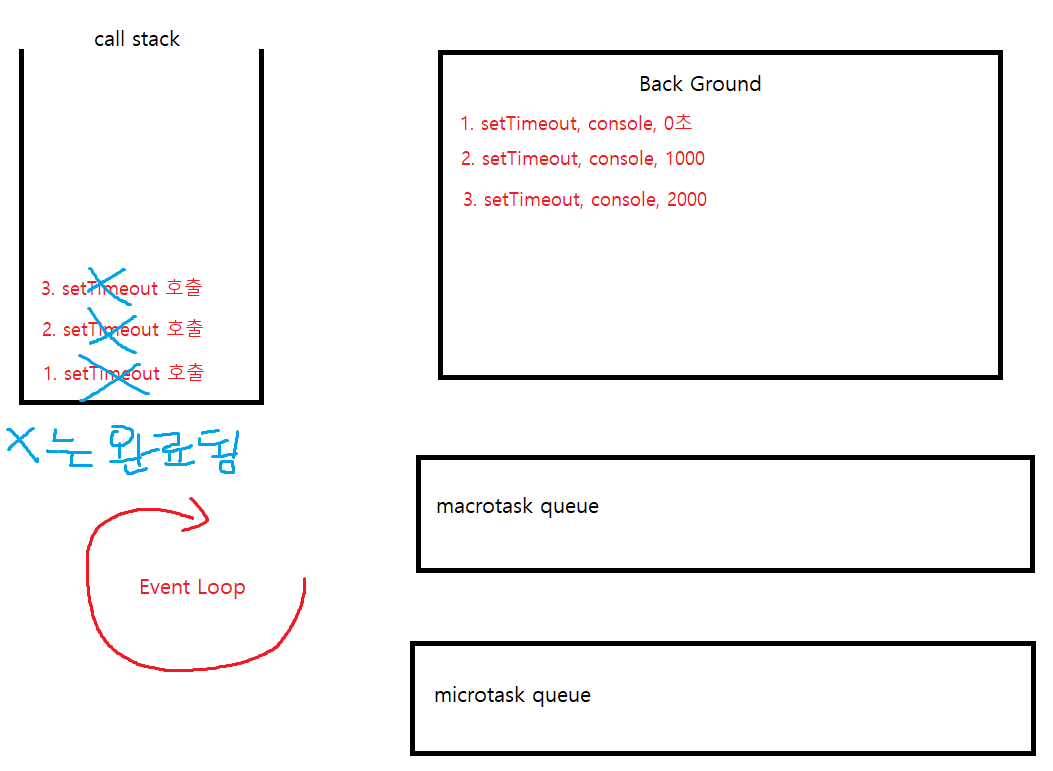 call stack
3. setTimeout 호출
2. setTimeout 호출
1. setTimeout 호출
X는 완료됨
Event Loop
Back Ground
1. setTimeout, console, 0초
2. setTimeout, console, 1000
3. setTimeout, console, 2000
macrotask queue
microtask queue